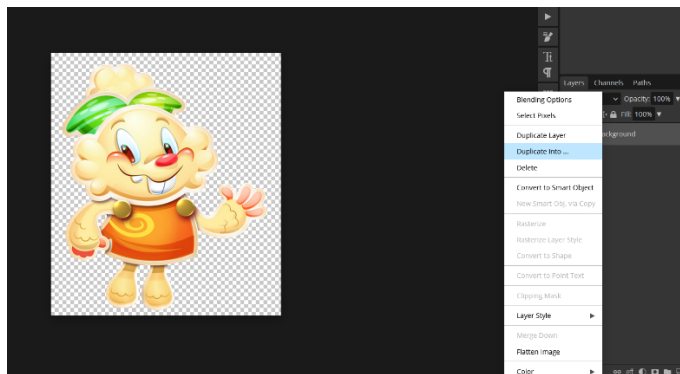 Layers Channels Paths
Opacity: 100%
Fill: 100%
ckground
Blending Options
Select Pixels
Duplicate Layer
Duplicate Into ...
Delete
Convert to Smart Object
New Smart Obj. via Copy
Rasterize
Rasterize Layer Style
Convert to Shape
Convert to Point Text
Clipping Mask
Layer Style
Merge Down
Flatten Image
Color